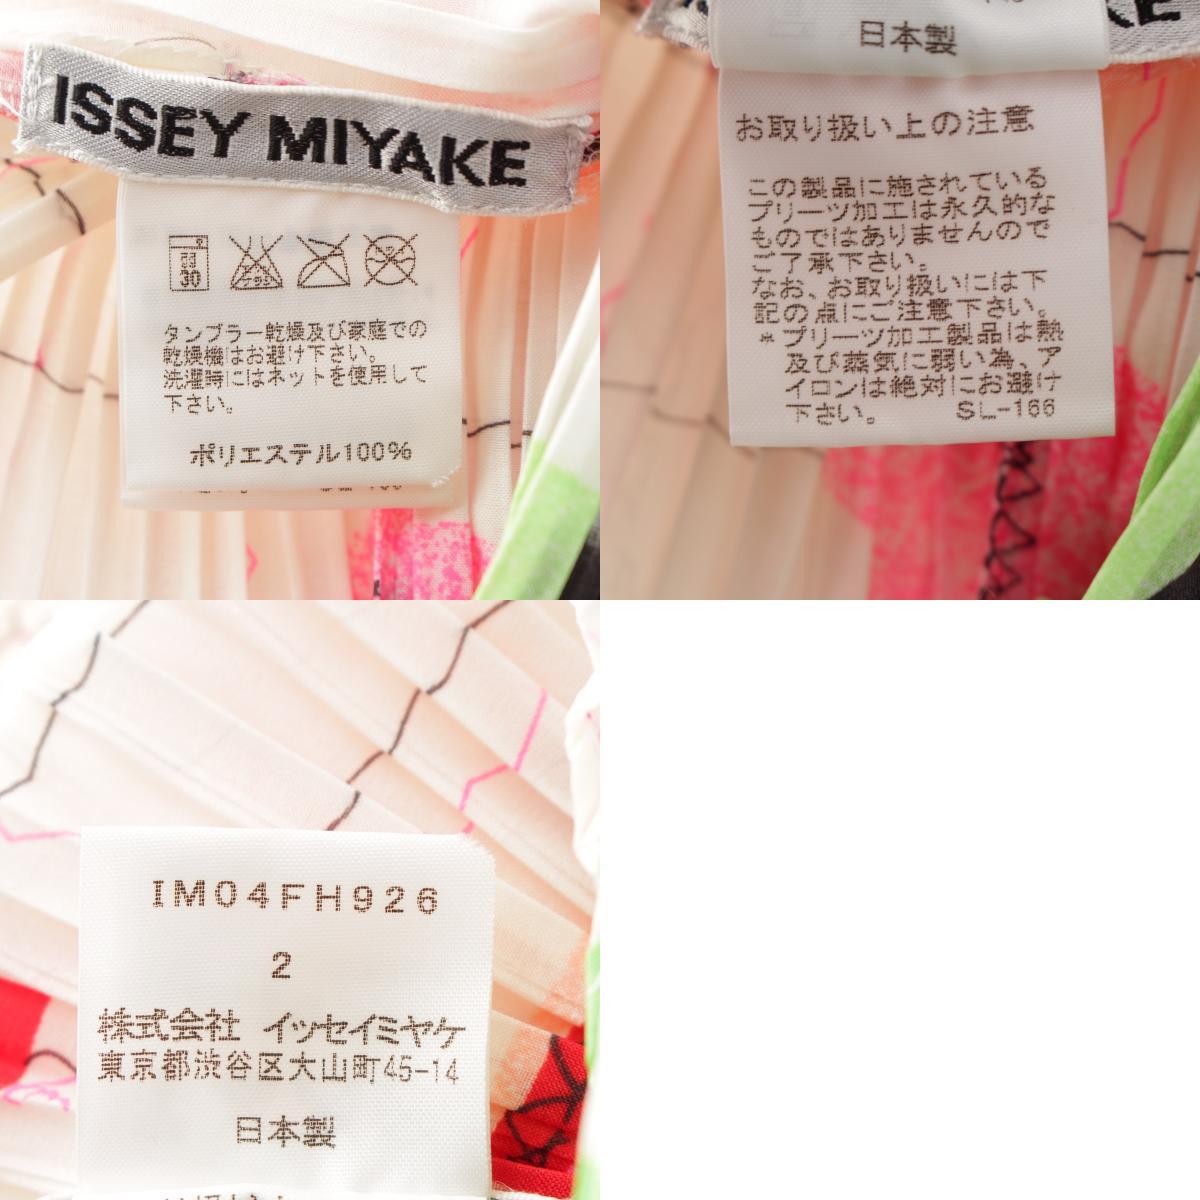 ISSEY MIYAKE
30
タンブラー乾燥及び家庭での
乾燥機はお避け下さい。
洗濯時にはネットを使用して
下さい。
ポリエステル100%
KE
日本製
お取り扱い上の注意
この製品に施されている
プリーツ加工は永久的な
ものではありませんので
ご了承下さい。
なお、お取り扱いには下
記の点にご注意下さい。
*プリーツ加工製品は熱
及び蒸気に弱い為、ア
イロンは絶対にお避け
下さい。 SL-166
IM04FH926
2
株式会社 イッセイミヤケ
東京都渋谷区大山町45-14
日本製